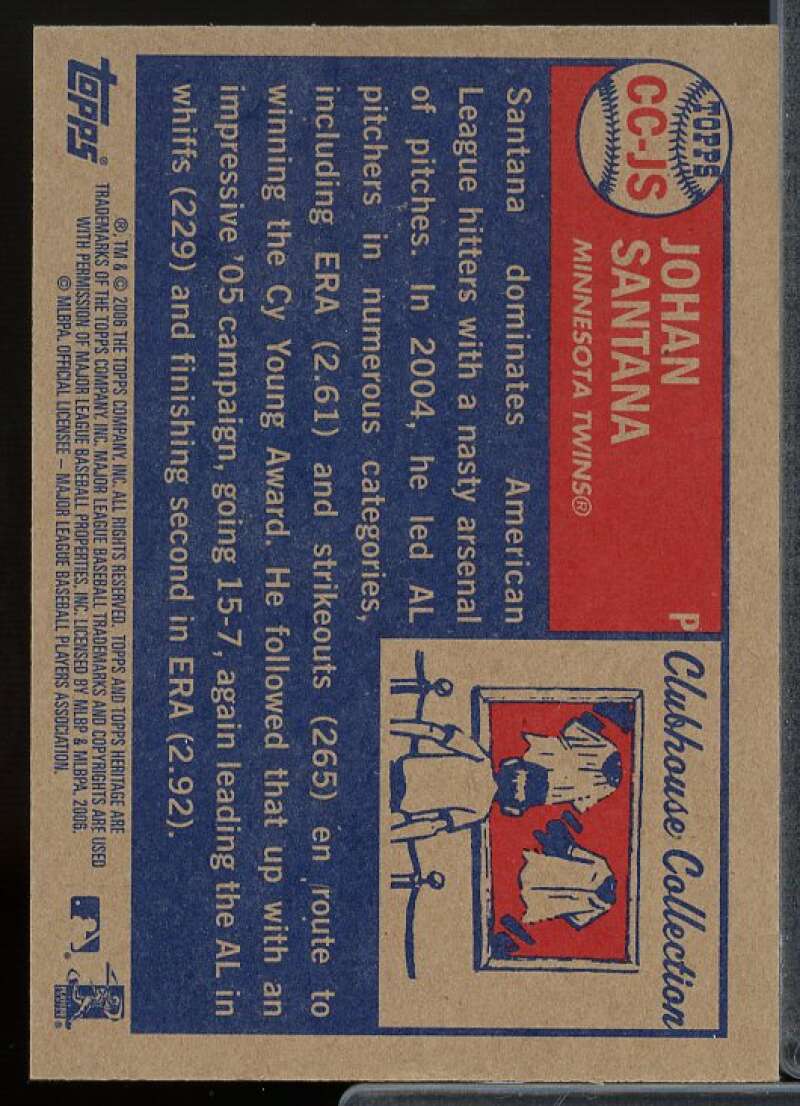 TOPPS
CC-JS
JOHAN
SANTANA
MINNESOTA TWINS®
P
Clubhouse Collection
Santana dominates American
League hitters with a nasty arsenal
of pitches. In 2004, he led AL
pitchers in numerous categories,
including ERA (2.61) and strikeouts (265) en route to
winning the Cy Young Award. He followed that up with an
impressive '05 campaign, going 15-7, again leading the AL in
whiffs (229) and finishing second in ERA (2.92).
topps®
®, TM & © 2006 THE TOPPS COMPANY, INC. ALL RIGHTS RESERVED. TOPPS AND TOPPS HERITAGE ARE
TRADEMARKS OF THE TOPPS COMPANY, INC. MAJOR LEAGUE BASEBALL TRADEMARKS AND COPYRIGHTS ARE USED
WITH PERMISSION OF MAJOR LEAGUE BASEBALL PROPERTIES, INC. LICENSED BY MLBP & MLBPA, 2006.
© MLBPA. OFFICIAL LICENSEE – MAJOR LEAGUE BASEBALL PLAYERS ASSOCIATION.